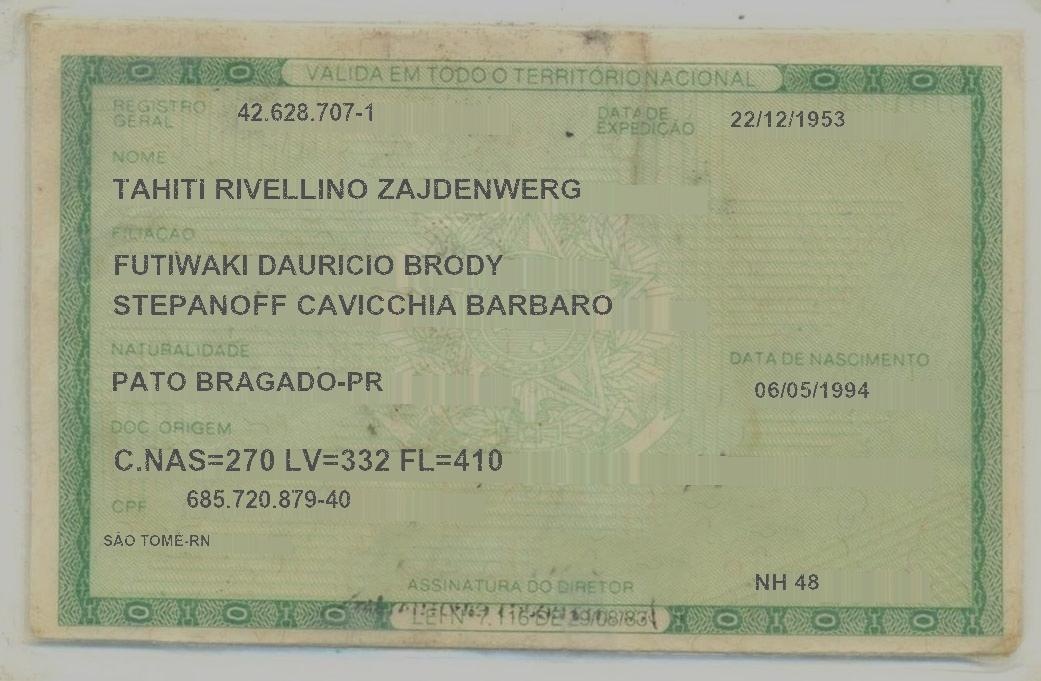 VÁLIDA EM TODO O TERRITÓRIO NACIONAL
REGISTRO GERAL 42.628.707-1 DATA DE EXPEDIÇÃO 22/12/1953
NOME
TAHITI RIVELLINO ZAJDENWERG
FILIAÇÃO
FUTIWAKI DAURICIO BRODY
STEPANOFF CAVICCHIA BARBARO
NATURALIDADE DATA DE NASCIMENTO
PATO BRAGADO-PR 06/05/1994
DOC ORIGEM
C.NAS=270 LV=332 FL=410
CPF 685.720.879-40
SÃO TOMÉ-RN
ASSINATURA DO DIRETOR NH 48
LEI Nº 7.116 DE 29/08/83